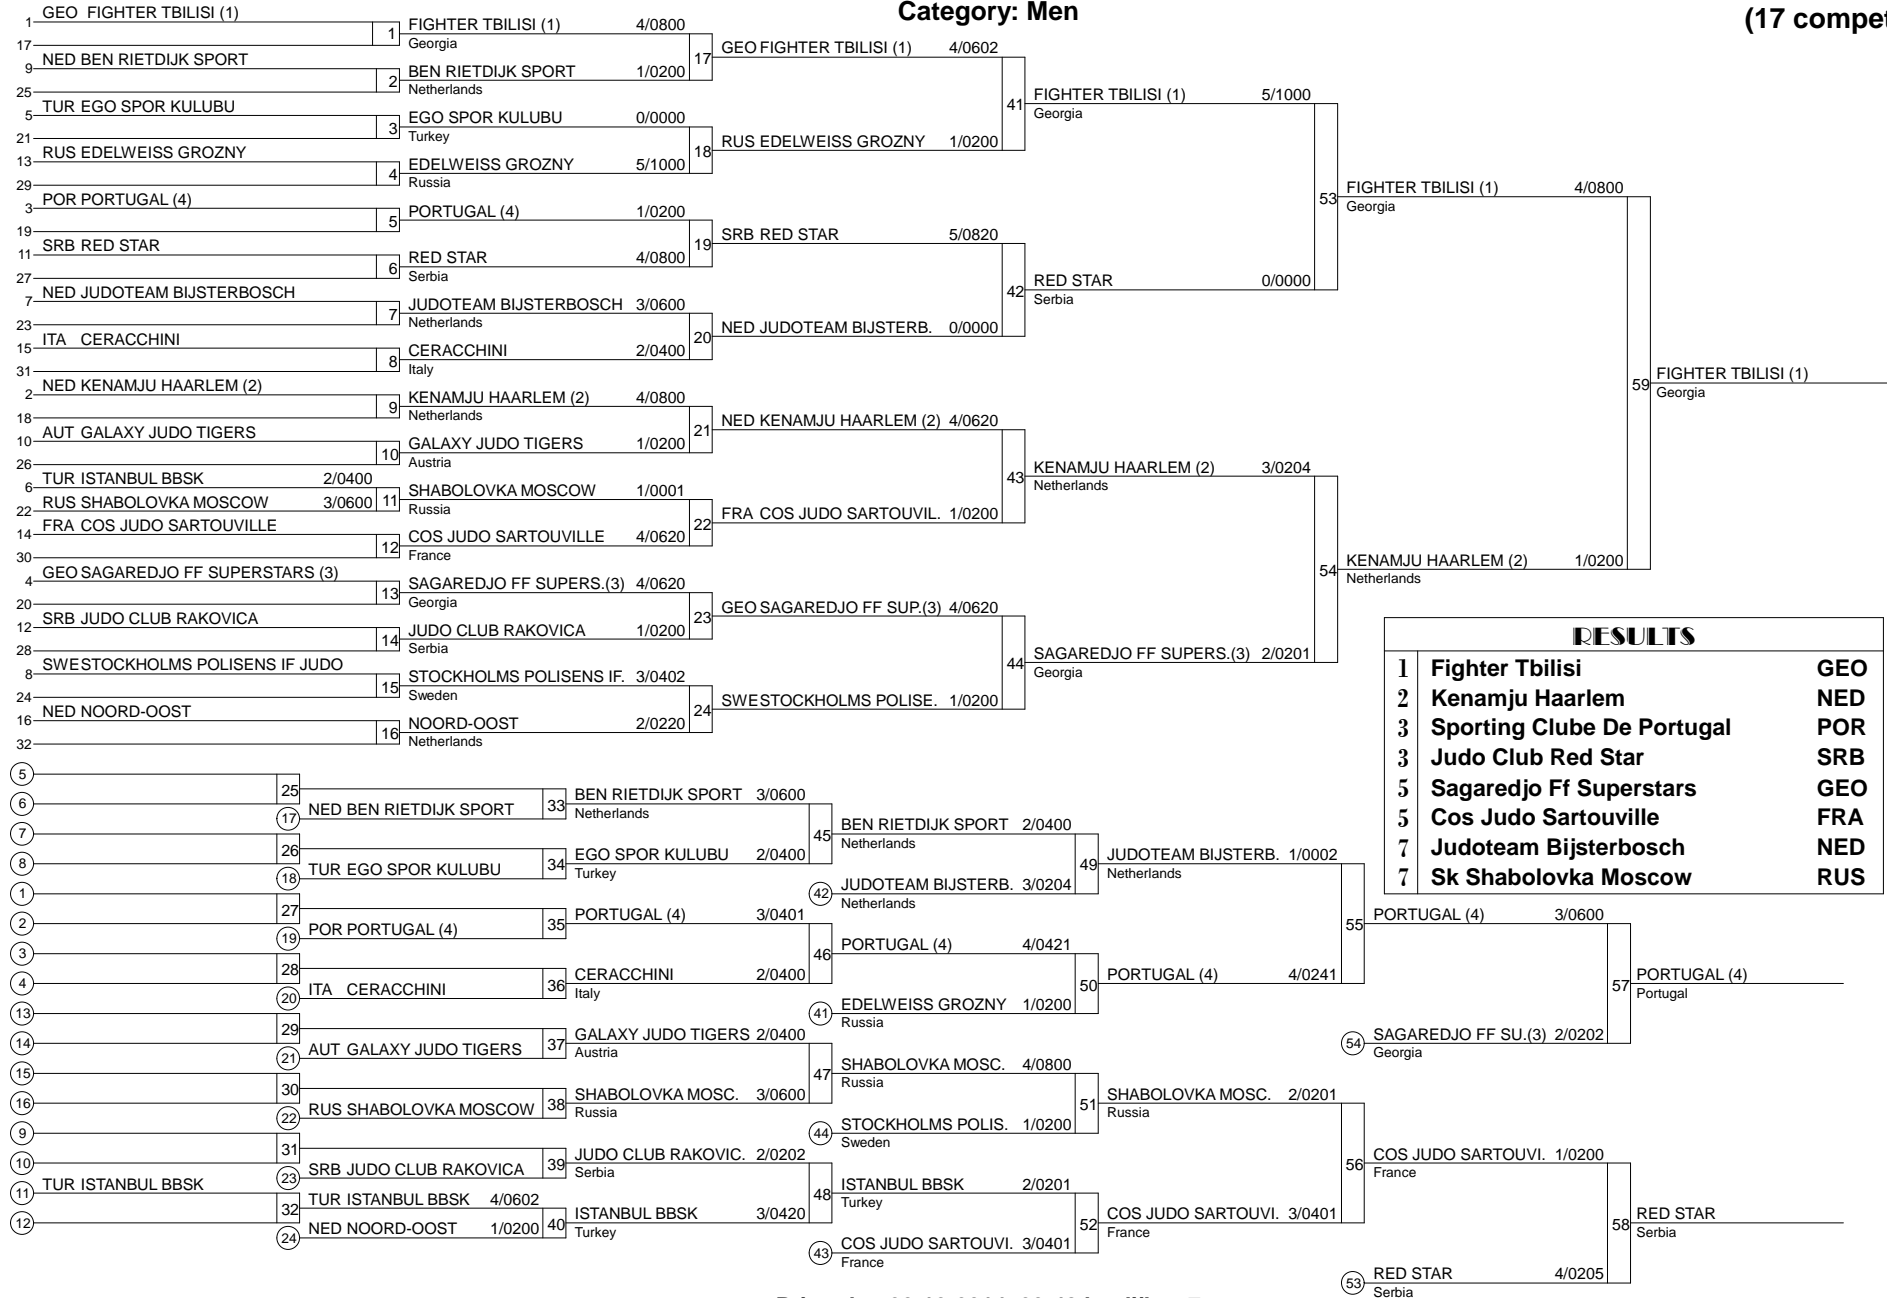 Category: Men
(17 compet
1 GEO FIGHTER TBILISI (1)
17
1
9 NED BEN RIETDIJK SPORT
25
2
5 TUR EGO SPOR KULUBU
21
3
13 RUS EDELWEISS GROZNY
29
4
3 POR PORTUGAL (4)
19
5
11 SRB RED STAR
27
6
7 NED JUDOTEAM BIJSTERBOSCH
23
7
15 ITA CERACCHINI
31
8
2 NED KENAMJU HAARLEM (2)
18
9
10 AUT GALAXY JUDO TIGERS
26
10
6 TUR ISTANBUL BBSK 2/0400
22 RUS SHABOLOVKA MOSCOW 3/0600
11
14 FRA COS JUDO SARTOUVILLE
30
12
4 GEO SAGAREDJO FF SUPERSTARS (3)
20
13
12 SRB JUDO CLUB RAKOVICA
28
14
8 SWE STOCKHOLMS POLISENS IF JUDO
24
15
16 NED NOORD-OOST
32
16
FIGHTER TBILISI (1) 4/0800
Georgia
17
BEN RIETDIJK SPORT 1/0200
Netherlands
EGO SPOR KULUBU 0/0000
Turkey
18
EDELWEISS GROZNY 5/1000
Russia
PORTUGAL (4) 1/0200
19
RED STAR 4/0800
Serbia
JUDOTEAM BIJSTERBOSCH 3/0600
Netherlands
20
CERACCHINI 2/0400
Italy
KENAMJU HAARLEM (2) 4/0800
Netherlands
21
GALAXY JUDO TIGERS 1/0200
Austria
SHABOLOVKA MOSCOW 1/0001
Russia
22
COS JUDO SARTOUVILLE 4/0620
France
SAGAREDJO FF SUPERS.(3) 4/0620
Georgia
23
JUDO CLUB RAKOVICA 1/0200
Serbia
STOCKHOLMS POLISENS IF. 3/0402
Sweden
24
NOORD-OOST 2/0220
Netherlands
GEO FIGHTER TBILISI (1) 4/0602
41
RUS EDELWEISS GROZNY 1/0200
SRB RED STAR 5/0820
42
NED JUDOTEAM BIJSTERB. 0/0000
NED KENAMJU HAARLEM (2) 4/0620
43
FRA COS JUDO SARTOUVIL. 1/0200
GEO SAGAREDJO FF SUP.(3) 4/0620
44
SWE STOCKHOLMS POLISE. 1/0200
FIGHTER TBILISI (1) 5/1000
Georgia
53
RED STAR 0/0000
Serbia
KENAMJU HAARLEM (2) 3/0204
Netherlands
54
SAGAREDJO FF SUPERS.(3) 2/0201
Georgia
FIGHTER TBILISI (1) 4/0800
Georgia
59
KENAMJU HAARLEM (2) 1/0200
Netherlands
FIGHTER TBILISI (1)
Georgia
RESULTS
1 Fighter Tbilisi GEO
2 Kenamju Haarlem NED
3 Sporting Clube De Portugal POR
3 Judo Club Red Star SRB
5 Sagaredjo Ff Superstars GEO
5 Cos Judo Sartouville FRA
7 Judoteam Bijsterbosch NED
7 Sk Shabolovka Moscow RUS
5
6
25
7
8
26
1
2
27
3
4
28
13
14
29
15
16
30
9
10
31
11 TUR ISTANBUL BBSK
12
32
17 NED BEN RIETDIJK SPORT
33
18 TUR EGO SPOR KULUBU
34
19 POR PORTUGAL (4)
35
20 ITA CERACCHINI
36
21 AUT GALAXY JUDO TIGERS
37
22 RUS SHABOLOVKA MOSCOW
38
23 SRB JUDO CLUB RAKOVICA
39
TUR ISTANBUL BBSK 4/0602
24 NED NOORD-OOST 1/0200
40
BEN RIETDIJK SPORT 3/0600
Netherlands
45
EGO SPOR KULUBU 2/0400
Turkey
PORTUGAL (4) 3/0401
46
CERACCHINI 2/0400
Italy
GALAXY JUDO TIGERS 2/0400
Austria
47
SHABOLOVKA MOSC. 3/0600
Russia
JUDO CLUB RAKOVIC. 2/0202
Serbia
48
ISTANBUL BBSK 3/0420
Turkey
BEN RIETDIJK SPORT 2/0400
Netherlands
49
42 JUDOTEAM BIJSTERB. 3/0204
Netherlands
PORTUGAL (4) 4/0421
50
41 EDELWEISS GROZNY 1/0200
Russia
SHABOLOVKA MOSC. 4/0800
Russia
51
44 STOCKHOLMS POLIS. 1/0200
Sweden
ISTANBUL BBSK 2/0201
Turkey
52
43 COS JUDO SARTOUVI. 3/0401
France
JUDOTEAM BIJSTERB. 1/0002
Netherlands
55
PORTUGAL (4) 4/0241
SHABOLOVKA MOSC. 2/0201
Russia
56
COS JUDO SARTOUVI. 3/0401
France
PORTUGAL (4) 3/0600
57
54 SAGAREDJO FF SU.(3) 2/0202
Georgia
COS JUDO SARTOUVI. 1/0200
France
58
53 RED STAR 4/0205
Serbia
PORTUGAL (4)
Portugal
RED STAR
Serbia